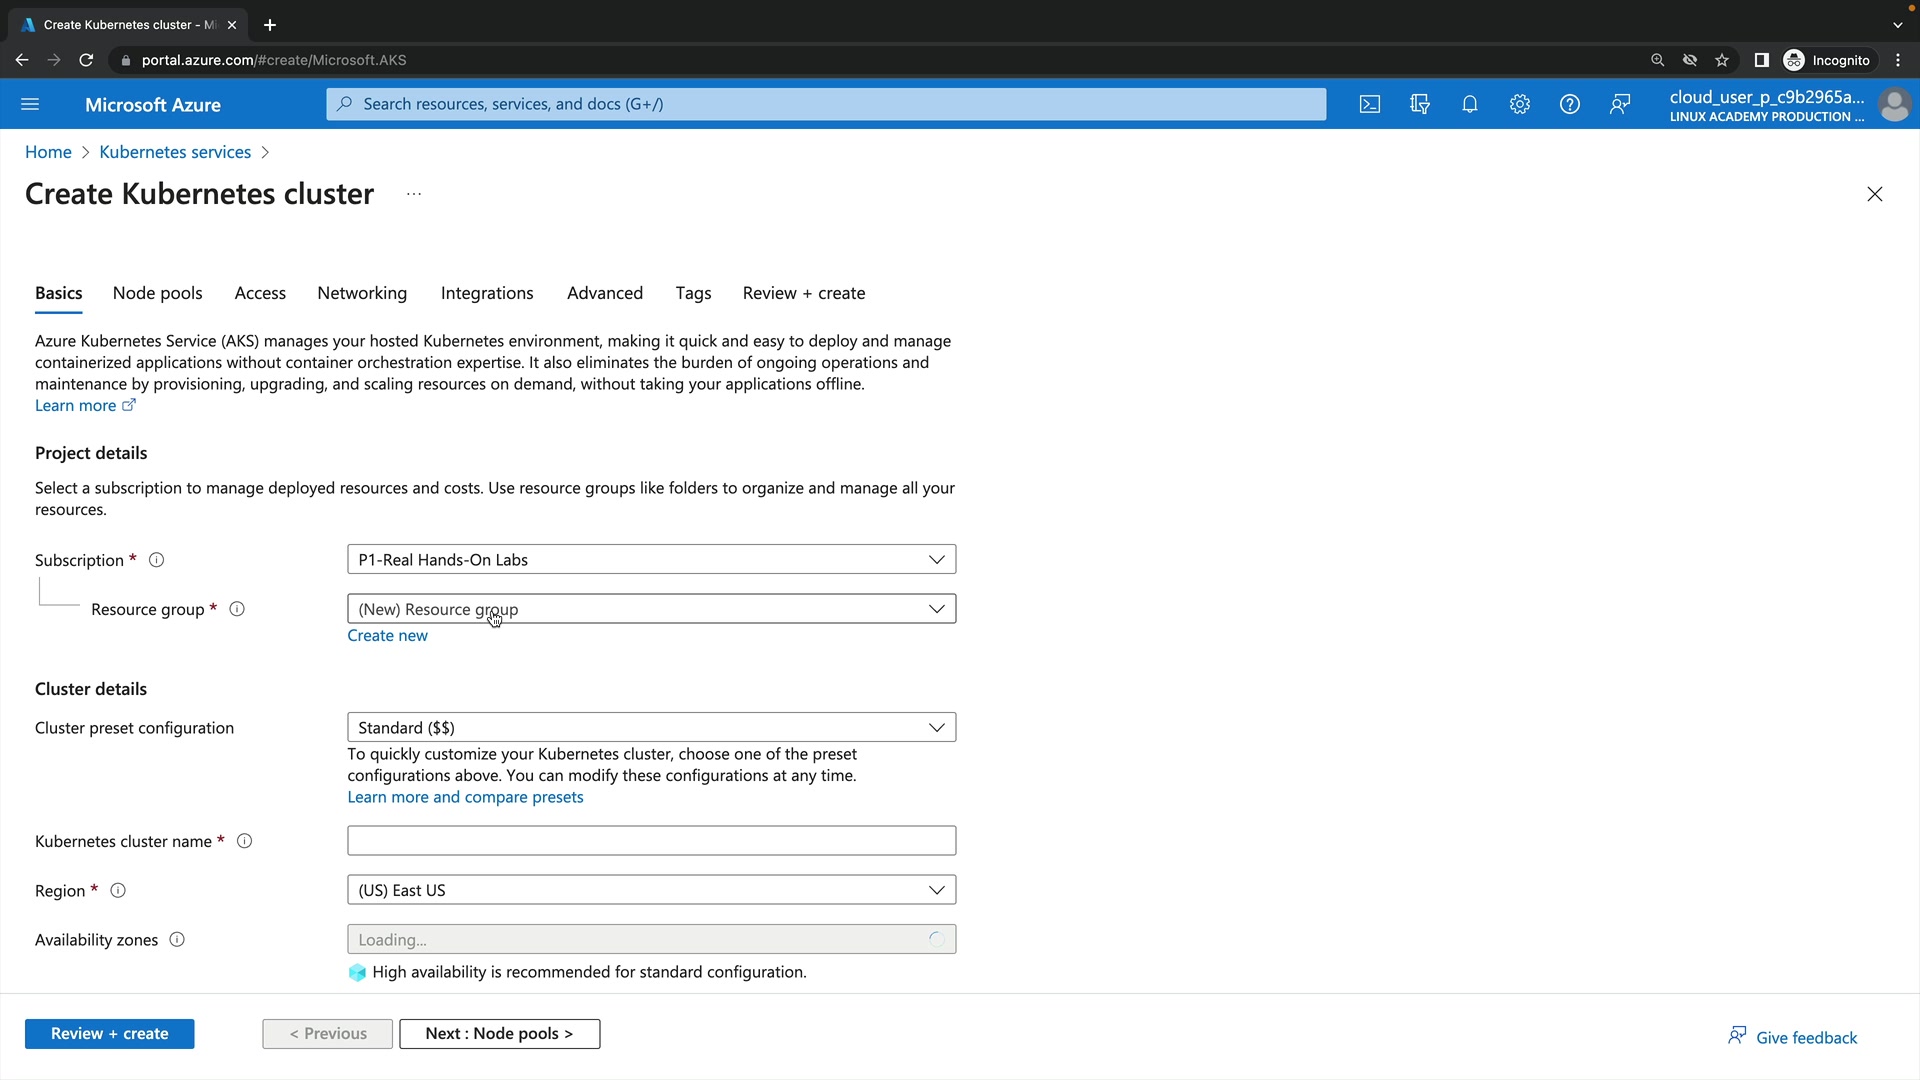 Create Kubernetes cluster - Mi
portal.azure.com/#create/Microsoft.AKS
Incognito
Microsoft Azure
Search resources, services, and docs (G+/)
cloud_user_p_c9b2965a...
LINUX ACADEMY PRODUCTION ...
Home > Kubernetes services >
Create Kubernetes cluster ...
Basics Node pools Access Networking Integrations Advanced Tags Review + create
Azure Kubernetes Service (AKS) manages your hosted Kubernetes environment, making it quick and easy to deploy and manage
containerized applications without container orchestration expertise. It also eliminates the burden of ongoing operations and
maintenance by provisioning, upgrading, and scaling resources on demand, without taking your applications offline.
Learn more
Project details
Select a subscription to manage deployed resources and costs. Use resource groups like folders to organize and manage all your
resources.
Subscription * P1-Real Hands-On Labs
Resource group * (New) Resource group
Create new
Cluster details
Cluster preset configuration Standard ($$)
To quickly customize your Kubernetes cluster, choose one of the preset
configurations above. You can modify these configurations at any time.
Learn more and compare presets
Kubernetes cluster name *
Region * (US) East US
Availability zones Loading...
High availability is recommended for standard configuration.
Review + create < Previous Next : Node pools > Give feedback